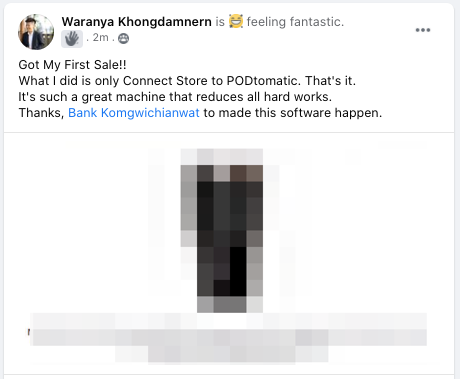 Waranya Khongdamnern is 😹 feeling fantastic.
· 2m ·
Got My First Sale!!
What I did is only Connect Store to PODtomatic. That's it.
It's such a great machine that reduces all hard works.
Thanks, Bank Komgwichianwat to made this software happen.